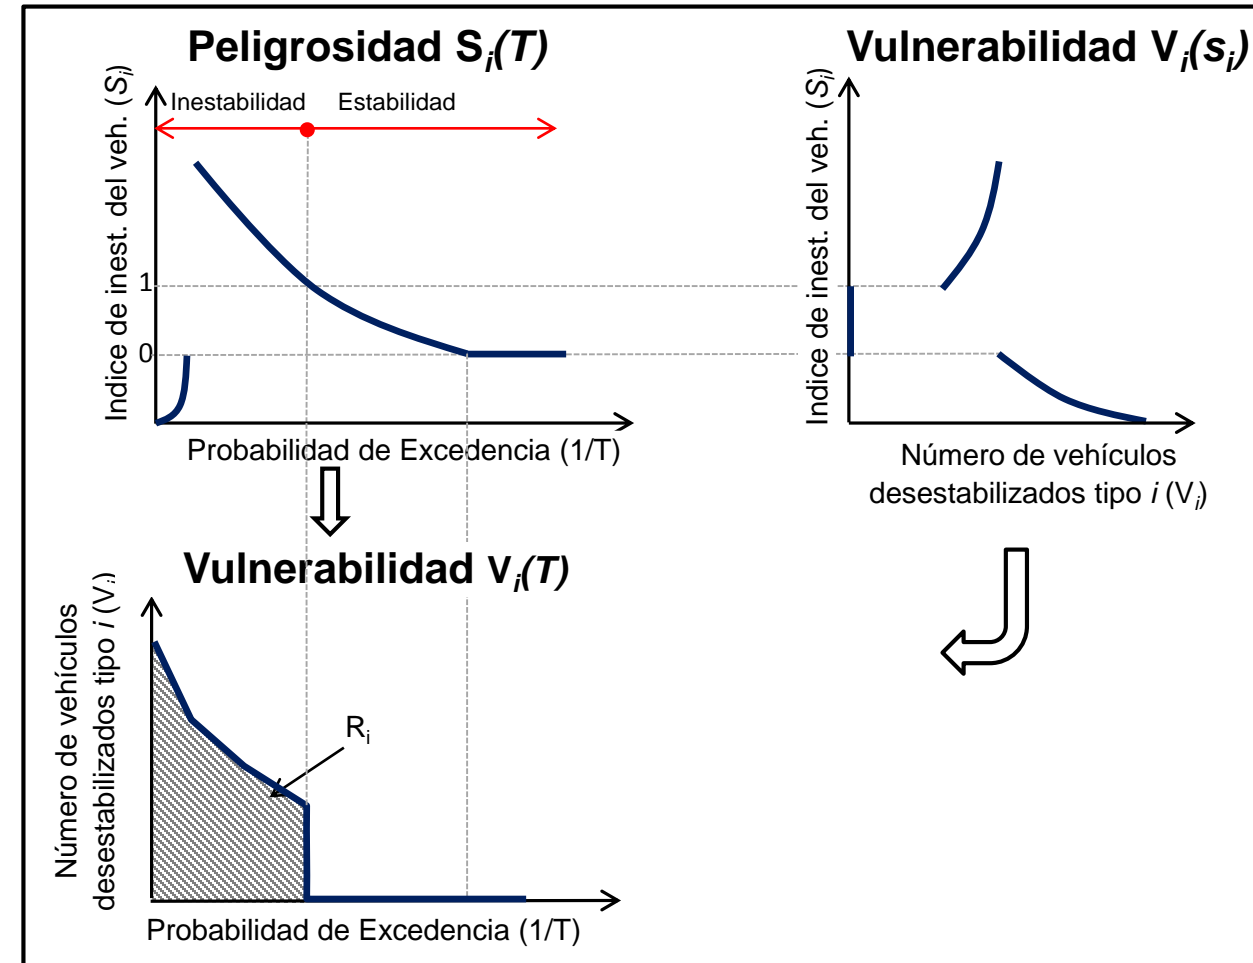 Peligrosidad Si(T)
Vulnerabilidad Vi(si)
Indice de inest. del veh. (Si)
Inestabilidad
Estabilidad
1
0
Probabilidad de Excedencia (1/T)
Indice de inest. del veh. (Si)
Número de vehículos
desestabilizados tipo i (Vi)
Vulnerabilidad Vi(T)
Número de vehículos
desestabilizados tipo i (Vi)
Ri
Probabilidad de Excedencia (1/T)